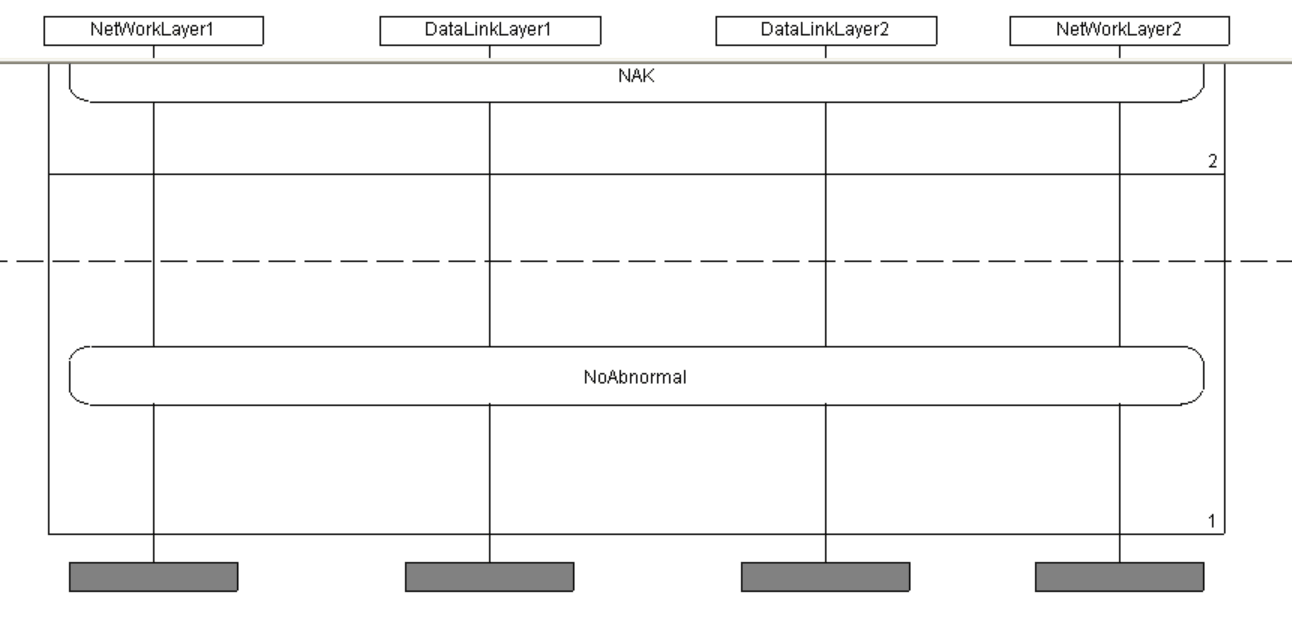 NetWorkLayer1 DataLinkLayer1 DataLinkLayer2 NetWorkLayer2
NAK
2
NoAbnormal
1